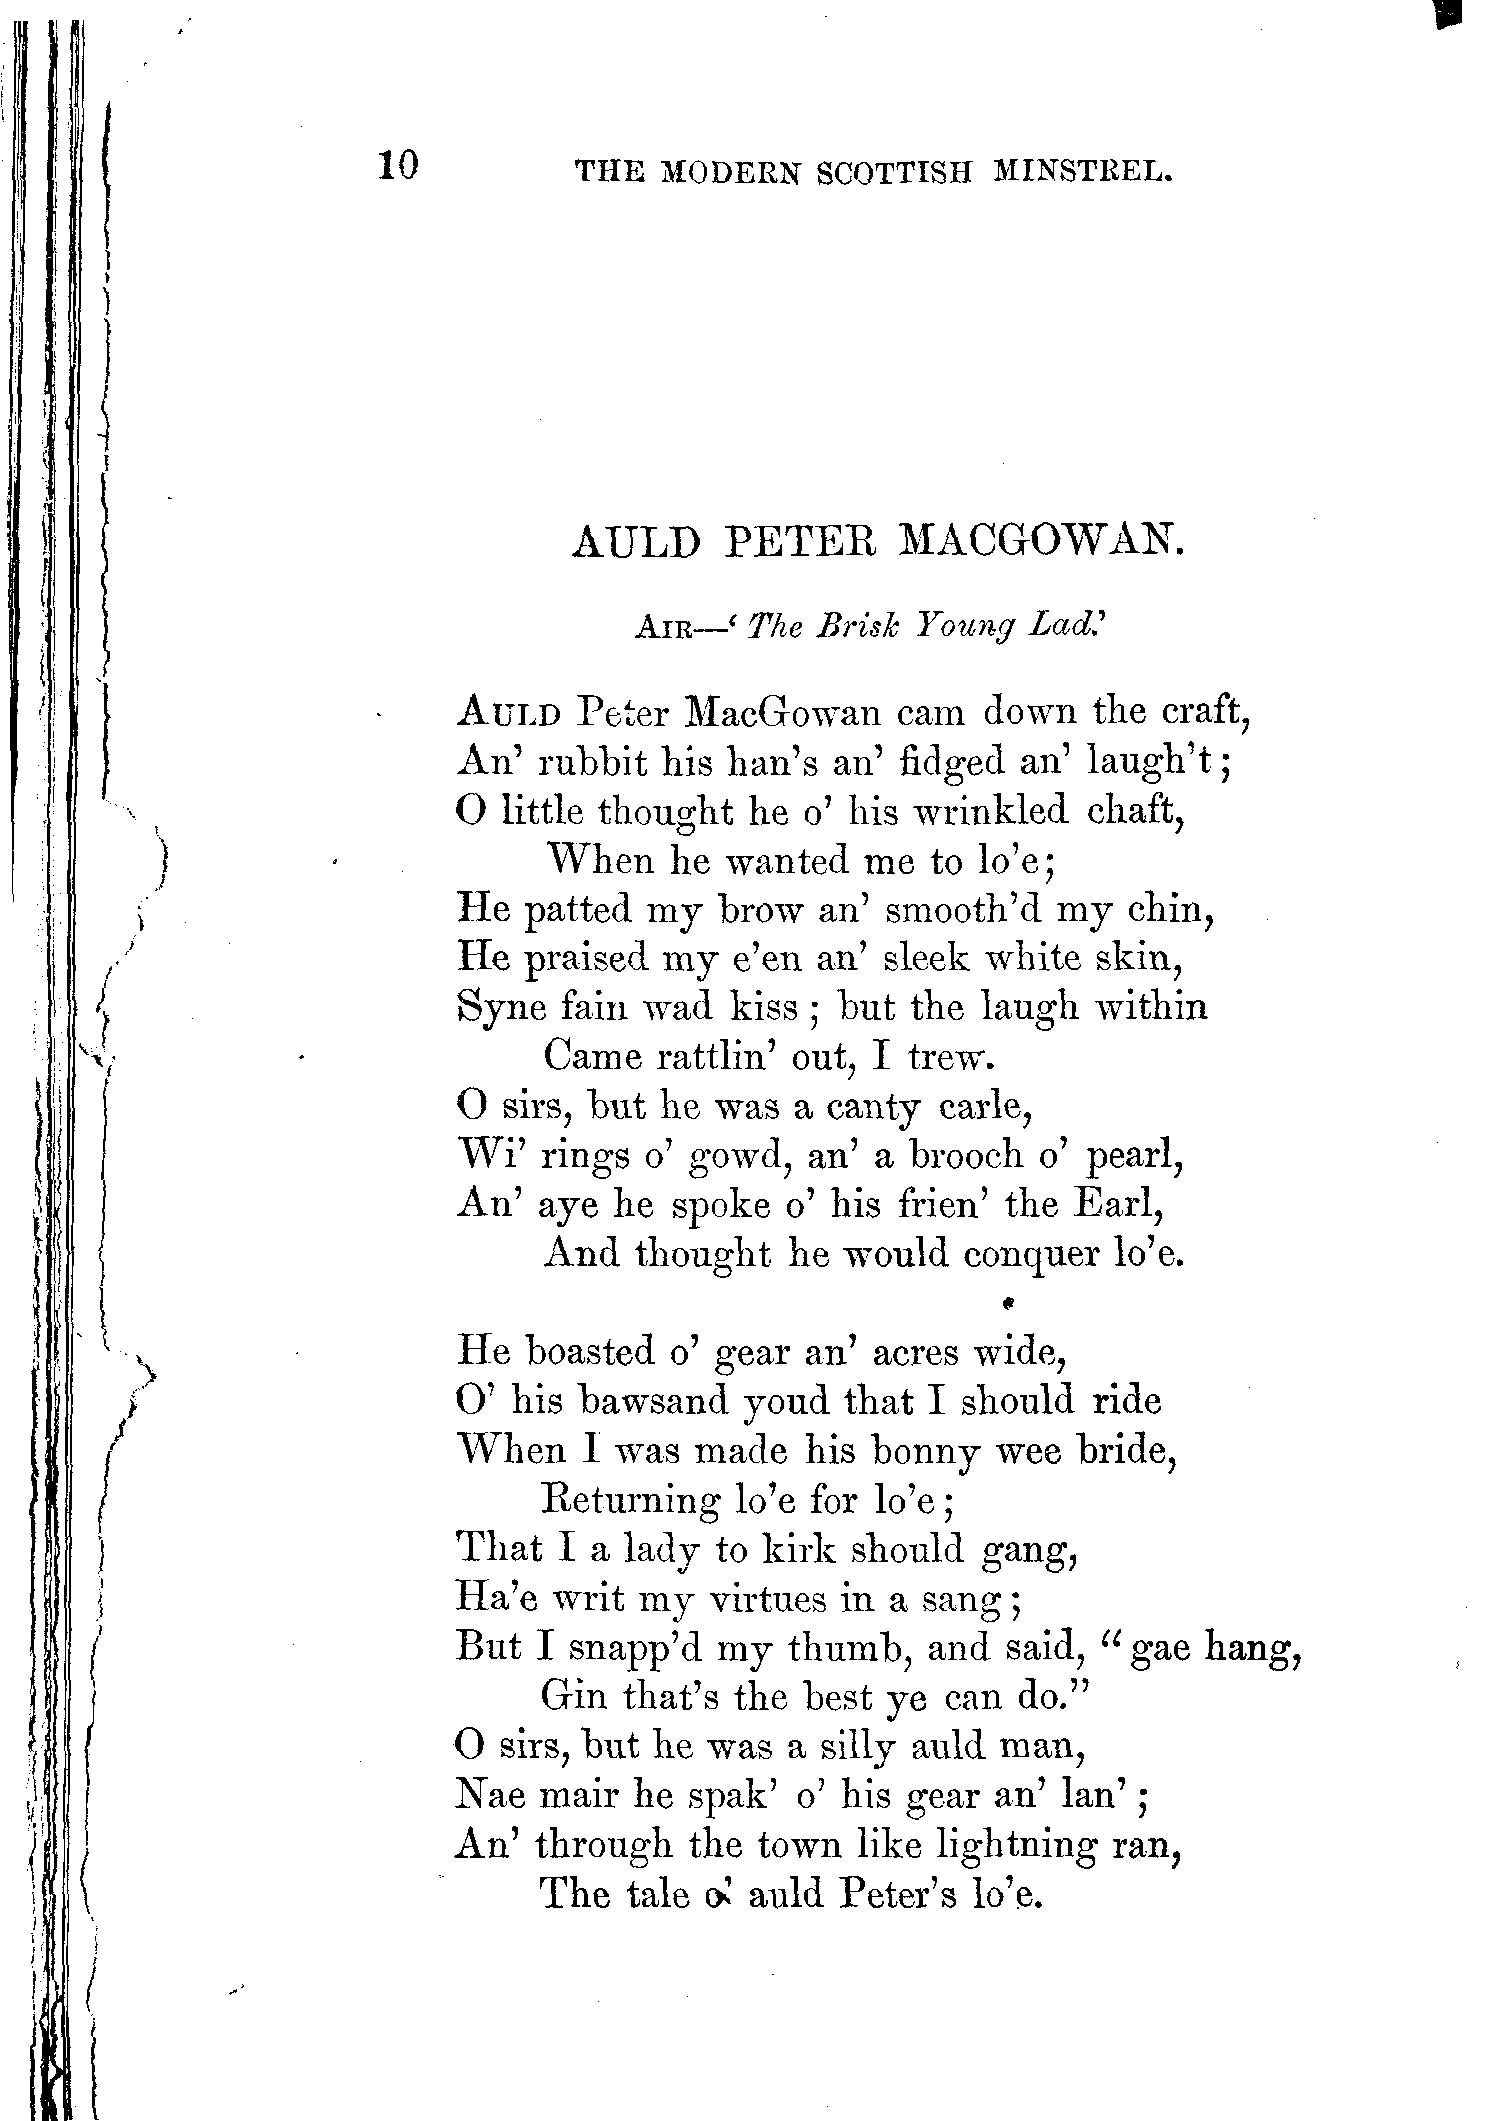 10 THE MODERN SCOTTISH MINSTREL.
AULD PETER MACGOWAN.
AIR—‘The Brisk Young Lad.’
AULD Peter MacGowan cam down the craft,
An’ rubbit his han’s an’ fidged an’ laugh’t;
O little thought he o’ his wrinkled chaft,
When he wanted me to lo’e;
He patted my brow an’ smooth’d my chin,
He praised my e’en an’ sleek white skin,
Syne fain wad kiss; but the laugh within
Came rattlin’ out, I trew.
O sirs, but he was a canty carle,
Wi’ rings o’ gowd, an’ a brooch o’ pearl,
An’ aye he spoke o’ his frien’ the Earl,
And thought he would conquer lo’e.
He boasted o’ gear an’ acres wide,
O’ his bawsand youd that I should ride
When I was made his bonny wee bride,
Returning lo’e for lo’e;
That I a lady to kirk should gang,
Ha’e writ my virtues in a sang;
But I snapp’d my thumb, and said, “gae hang,
Gin that’s the best ye can do.”
O sirs, but he was a silly auld man,
Nae mair he spak’ o’ his gear an’ lan’;
An’ through the town like lightning ran,
The tale o’ auld Peter’s lo’e.